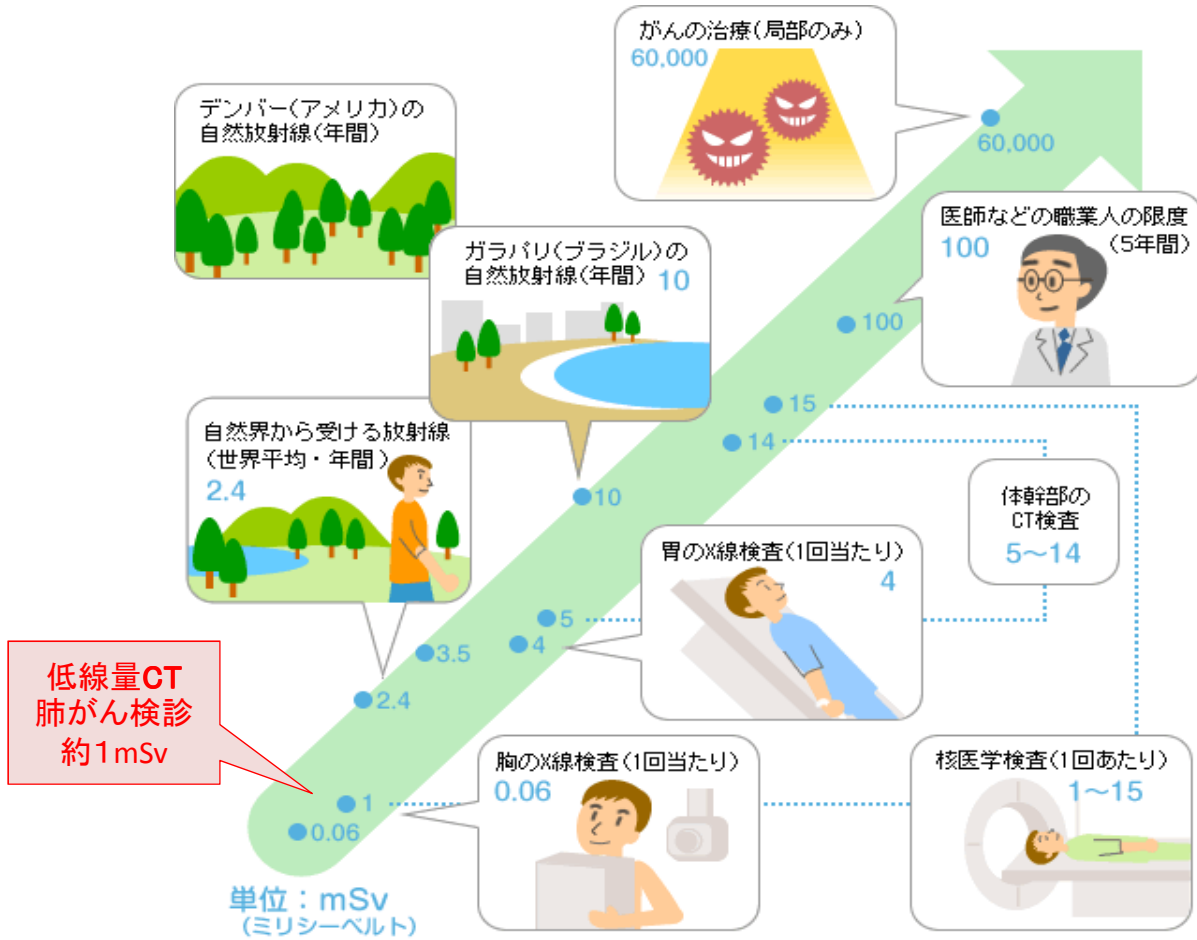 がんの治療(局部のみ)
60,000
60,000
デンバー(アメリカ)の
自然放射線(年間)
医師などの職業人の限度
(5年間)
100
100
ガラパリ(ブラジル)の
自然放射線(年間) 10
10
15
14
体幹部の
CT検査
5~14
自然界から受ける放射線
(世界平均・年間)
2.4
胃のX線検査(1回当たり)
4
5
4
3.5
2.4
低線量CT
肺がん検診
約1mSv
胸のX線検査(1回当たり)
0.06
核医学検査(1回あたり)
1~15
1
0.06
単位:mSv
(ミリシーベルト)